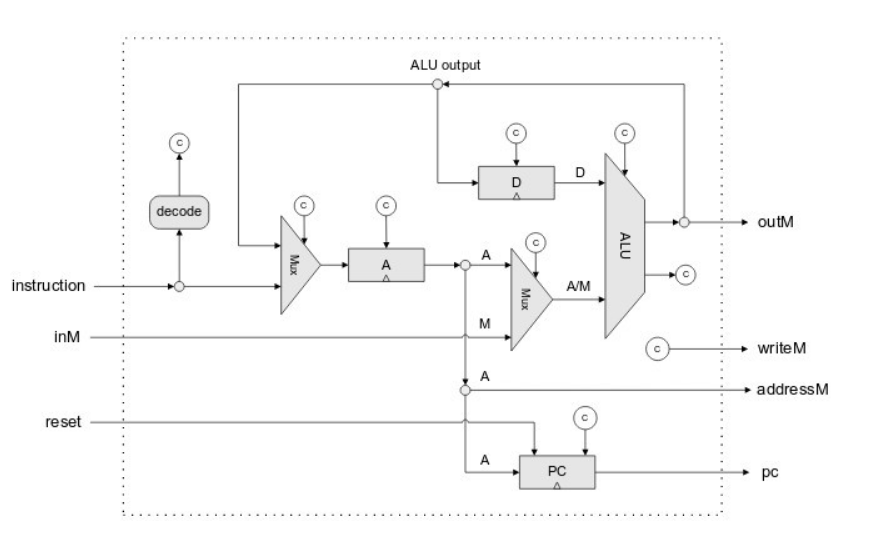 ALU output
c
c
c
D
D
decode
c
c
c
Mux
A
A
Mux
A/M
ALU
outM
c
instruction
inM
M
c
writeM
A
addressM
reset
c
A
PC
pc